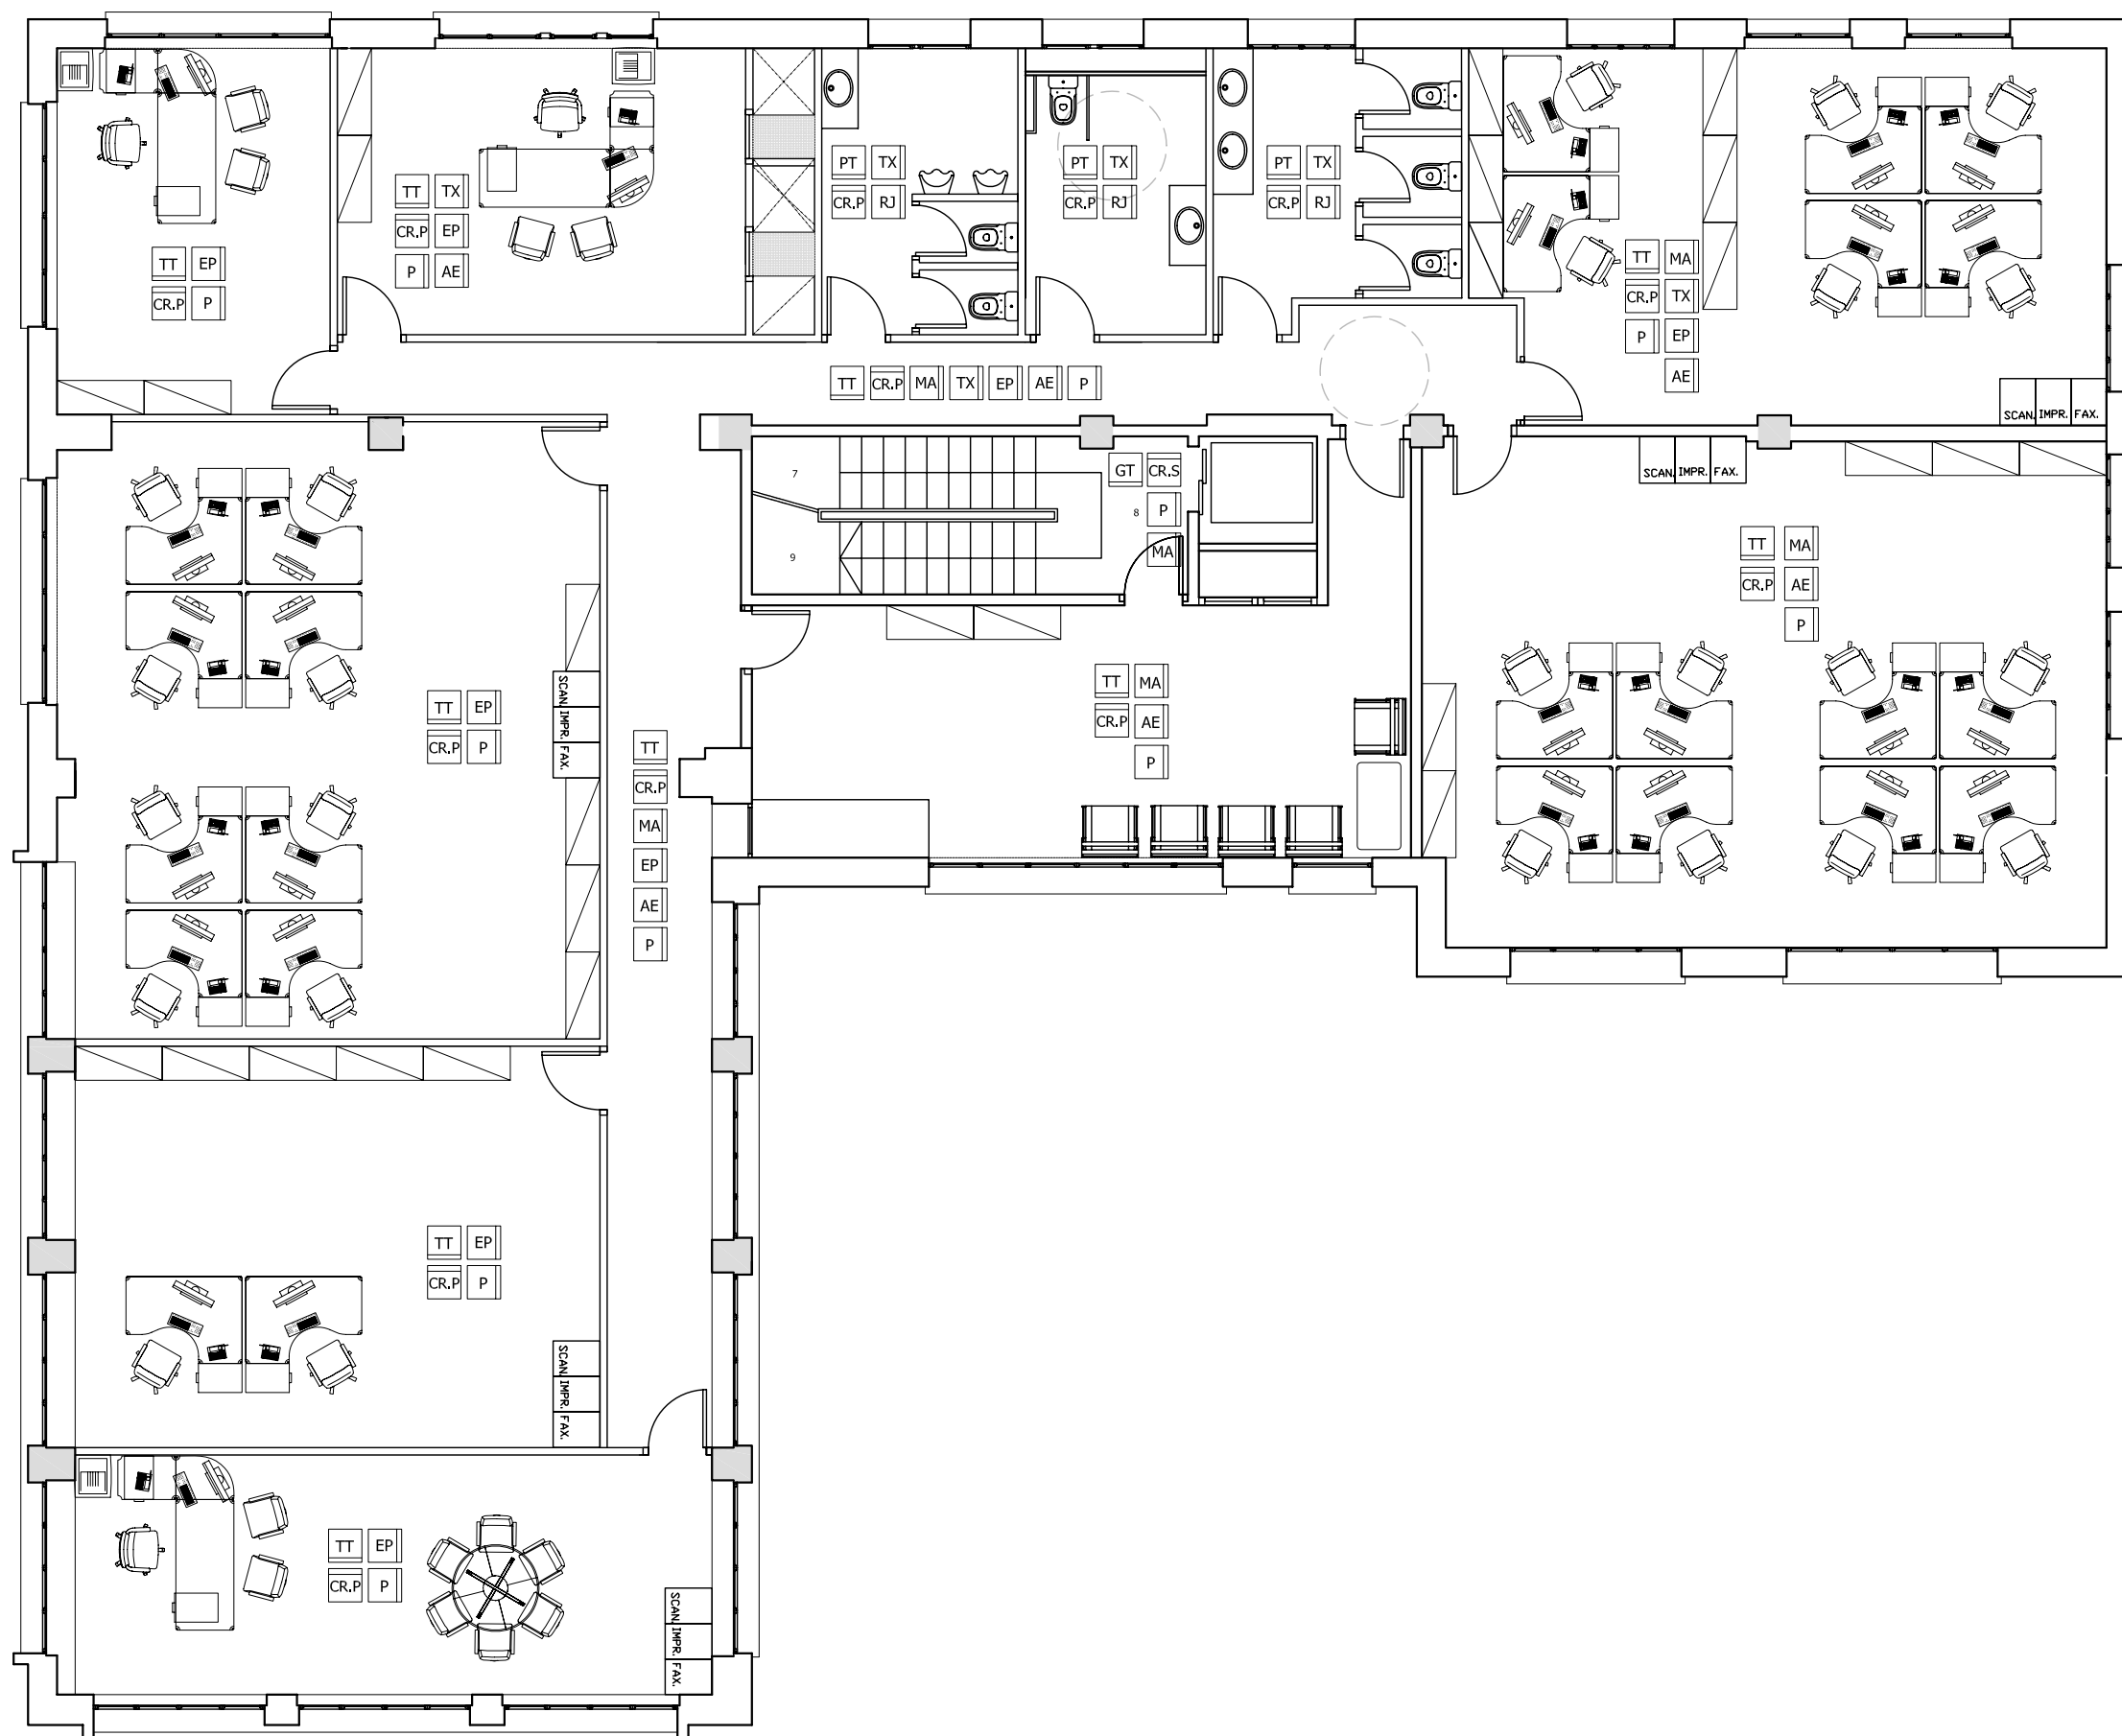 PT TX
CR.P RJ
PT TX
CR.P RJ
PT TX
CR.P RJ
TT TX
CR.P EP
P AE
TT EP
CR.P P
TT MA
CR.P TX
P EP
AE
TT CR.P MA TX EP AE P
SCAN. IMPR. FAX.
SCAN. IMPR. FAX.
7
GT CR.S
8 P
MA
9
TT MA
CR.P AE
P
TT MA
CR.P AE
P
TT EP
CR.P P
SCAN. IMPR. FAX.
TT
CR.P
MA
EP
AE
P
TT EP
CR.P P
SCAN. IMPR. FAX.
TT EP
CR.P P
SCAN. IMPR. FAX.